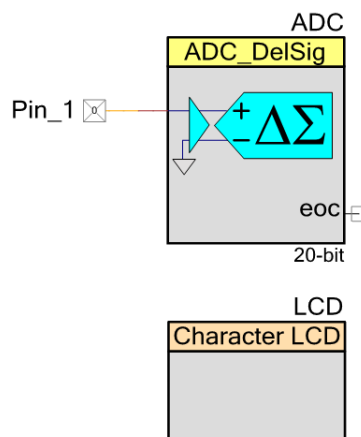 ADC
ADC_DelSig
Pin_1
0
+
ΔΣ
−
eoc
20-bit
LCD
Character LCD